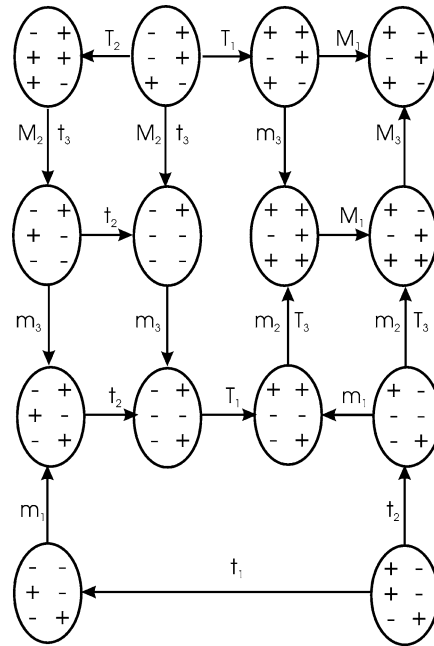 - + - + + + + -
T₂ T₁ M₁
+ + - + - + - +
+ - + - + - + -
M₂ t₃ M₂ t₃ m₃ M₃
- + - + + + + -
t₂ M₁
+ - - - - + - +
- - - - + + + +
m₃ m₃ m₂ T₃ m₂ T₃
- + - + + + + -
t₂ T₁ m₁
+ - - - - - - -
- + - + - + - +
m₁ t₂
- - + -
t₁
+ - + -
- + - +